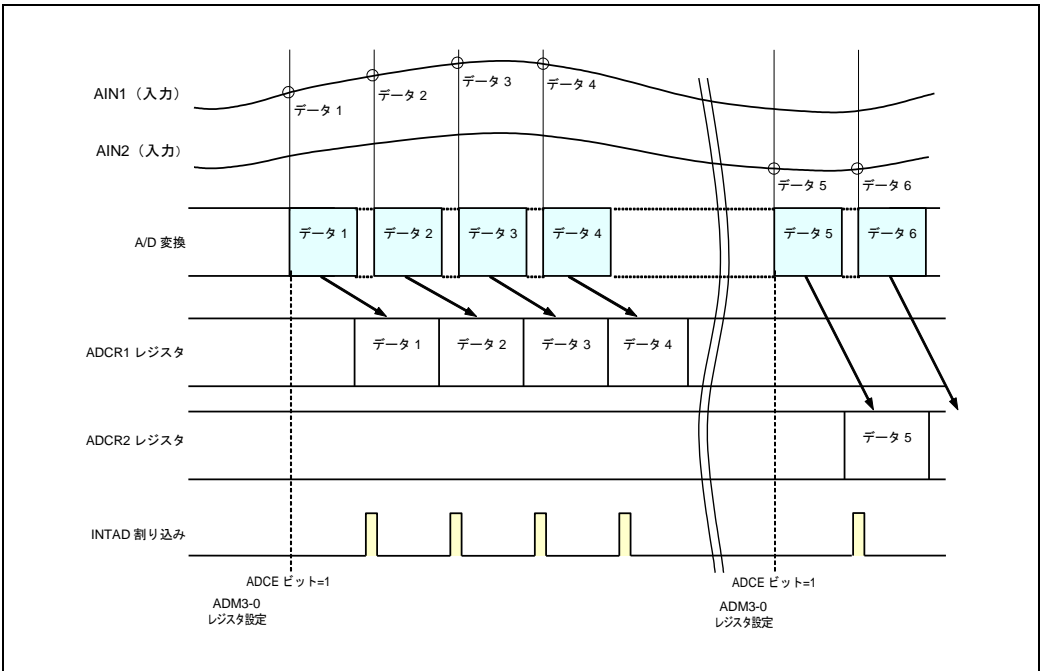 AIN1（入力）
データ 1
データ 2
データ 3
データ 4
AIN2（入力）
データ 5
データ 6
A/D 変換
データ 1
データ 2
データ 3
データ 4
データ 5
データ 6
ADCR1 レジスタ
データ 1
データ 2
データ 3
データ 4
ADCR2 レジスタ
データ 5
INTAD 割り込み
ADCE ビット=1
ADM3-0
レジスタ設定
ADCE ビット=1
ADM3-0
レジスタ設定